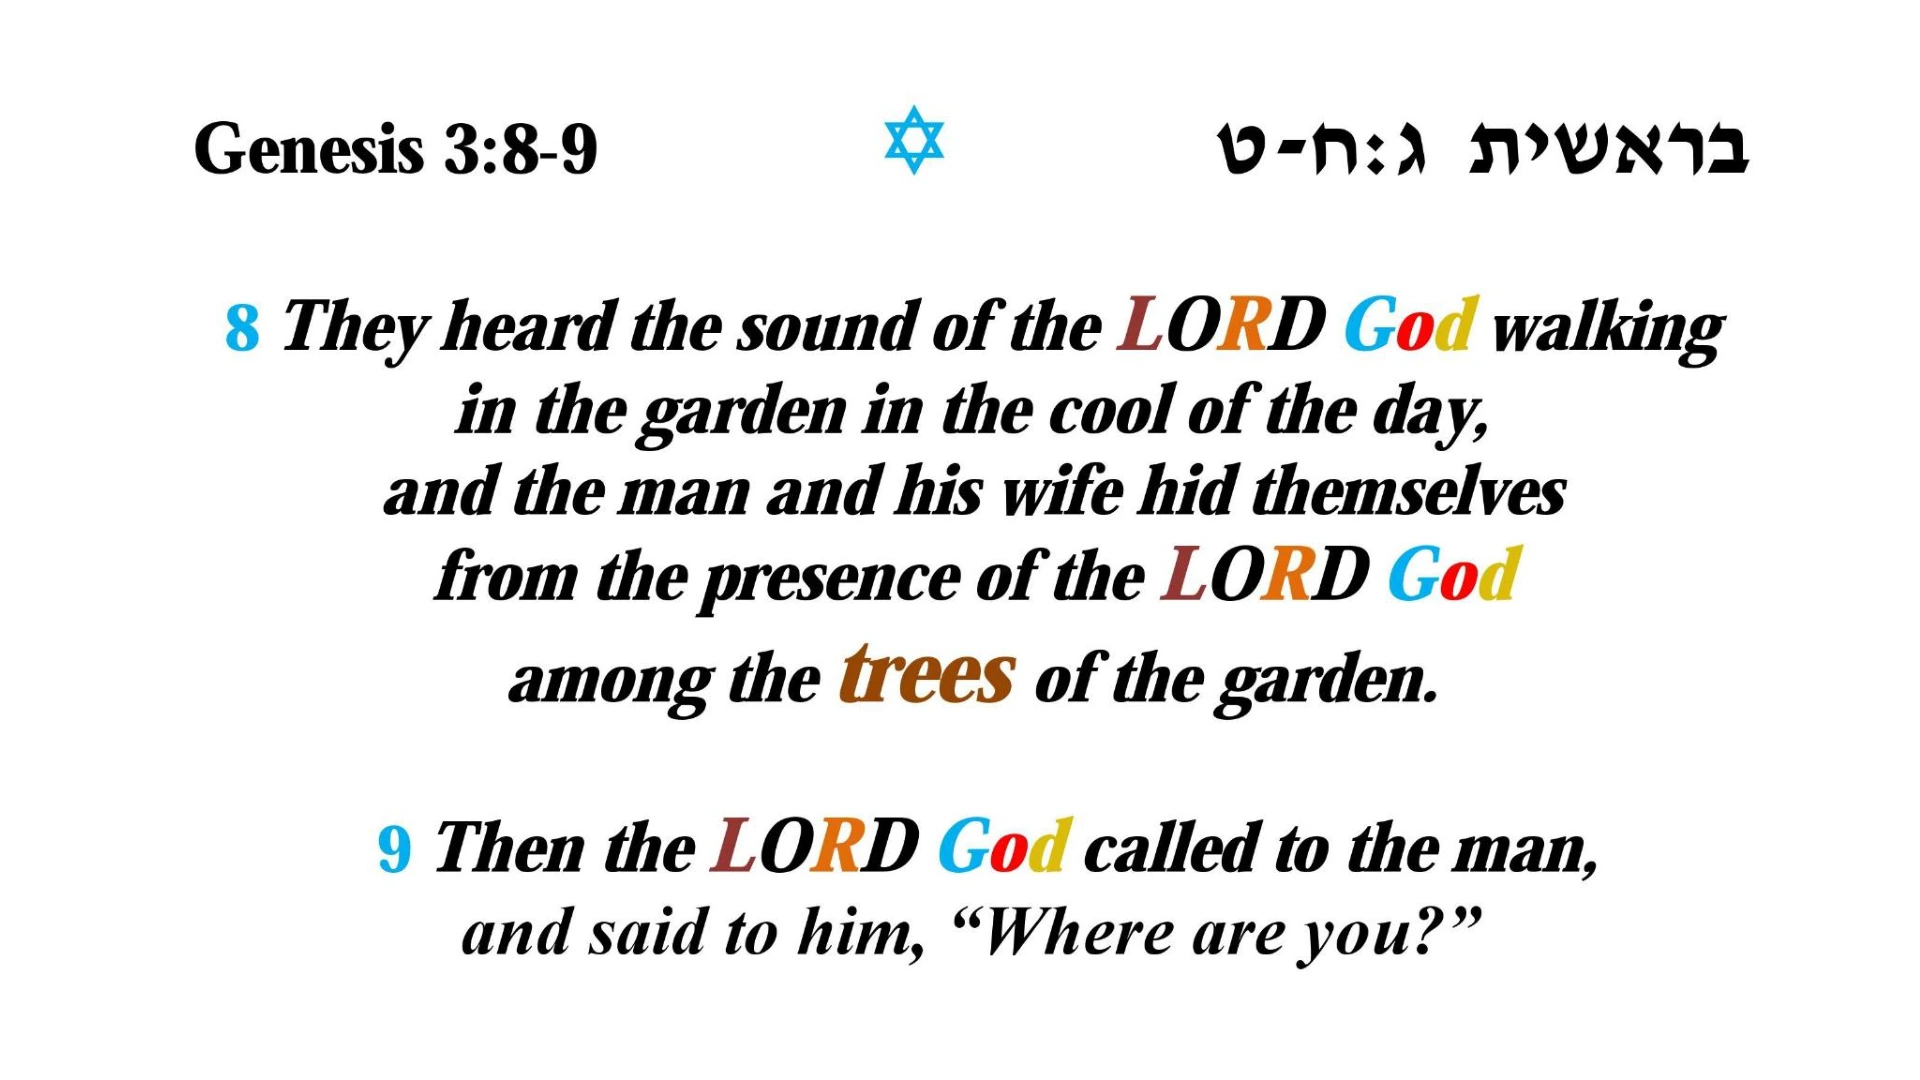 Genesis 3:8-9 ✡ בראשית ג:ח-ט
8 They heard the sound of the LORD God walking
in the garden in the cool of the day,
and the man and his wife hid themselves
from the presence of the LORD God
among the trees of the garden.
9 Then the LORD God called to the man,
and said to him, “Where are you?”